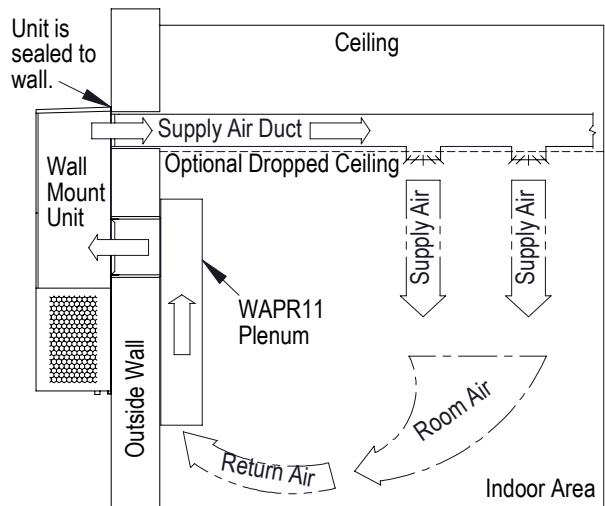 Unit is
sealed to
wall.
Ceiling
Supply Air Duct
Optional Dropped Ceiling
Wall
Mount
Unit
Supply Air
Supply Air
WAPR11
Plenum
Outside Wall
Room Air
Return Air
Indoor Area